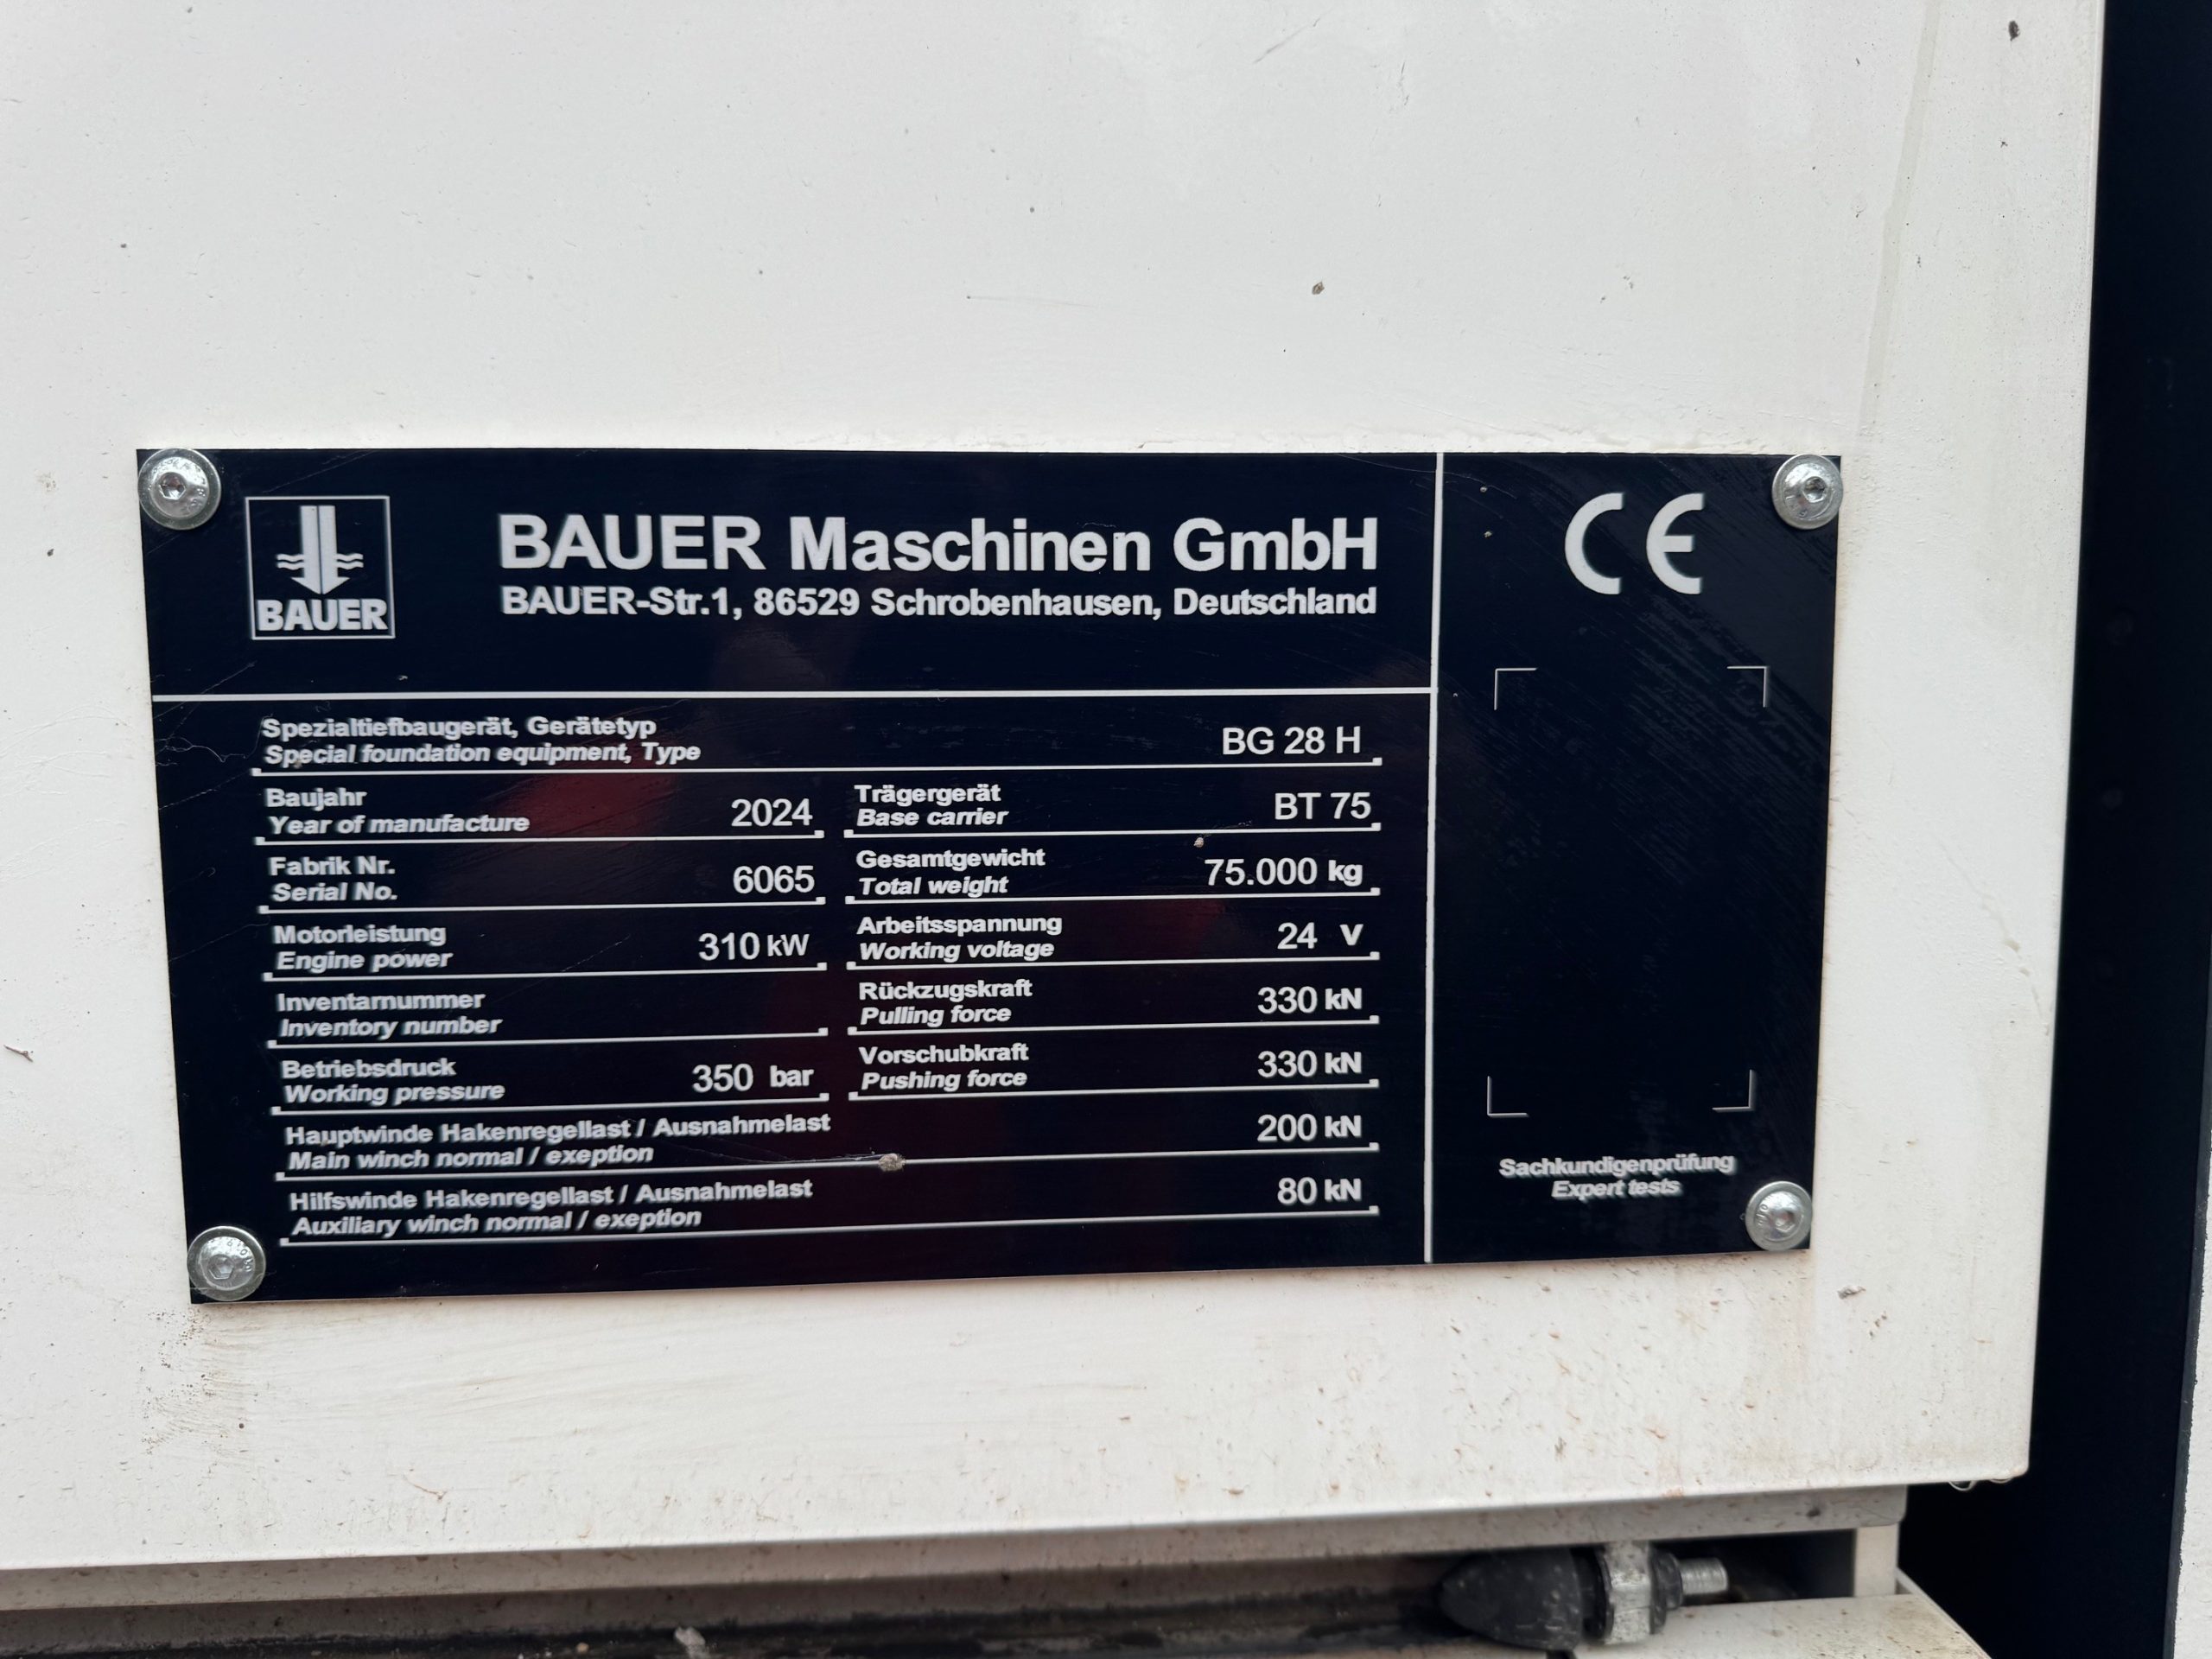 BAUER
BAUER Maschinen GmbH
BAUER-Str.1, 86529 Schrobenhausen, Deutschland
Spezialtiefbaugerät, Gerätetyp
Special foundation equipment, Type
BG 28 H
Baujahr
Year of manufacture
2024
Trägergerät
Base carrier
BT 75
Fabrik Nr.
Serial No.
6065
Gesamtgewicht
Total weight
75.000 kg
Motorleistung
Engine power
310 kW
Arbeitsspannung
Working voltage
24 V
Inventarnummer
Inventory number
Rückzugskraft
Pulling force
330 kN
Betriebsdruck
Working pressure
350 bar
Vorschubkraft
Pushing force
330 kN
Hauptwinde Hakenregellast / Ausnahmelast
Main winch normal / exeption
200 kN
Hilfswinde Hakenregellast / Ausnahmelast
Auxiliary winch normal / exeption
80 kN
CE
Sachkundigenprüfung
Expert tests